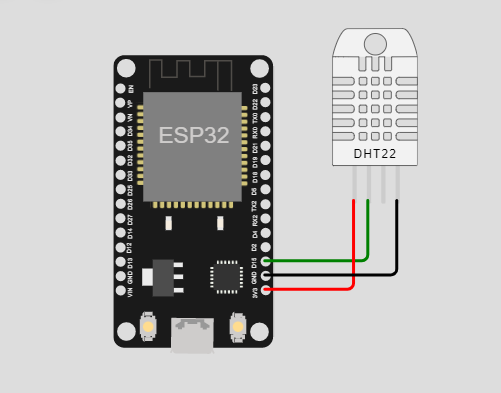 ESP32
DHT22
EN
VP
VN
D34
D35
D32
D33
D25
D26
D27
D14
D12
D13
GND
VIN
D23
D22
TX0
RX0
D21
D19
D18
D5
TX2
RX2
D4
D2
D15
GND
3V3